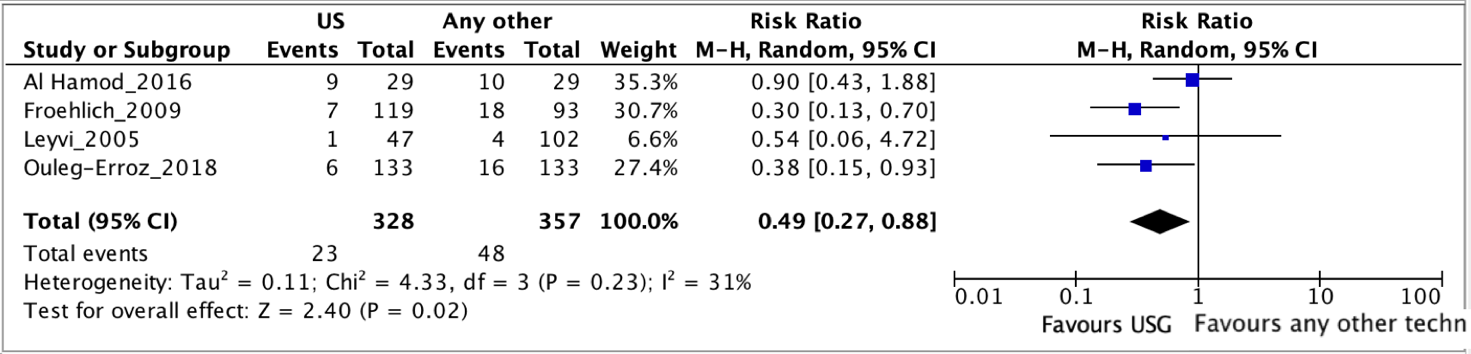 US Any other Risk Ratio Risk Ratio
Study or Subgroup Events Total Events Total Weight M-H, Random, 95% CI M-H, Random, 95% CI
Al Hamod_2016 9 29 10 29 35.3% 0.90 [0.43, 1.88]
Froehlich_2009 7 119 18 93 30.7% 0.30 [0.13, 0.70]
Leyvi_2005 1 47 4 102 6.6% 0.54 [0.06, 4.72]
Ouleg-Erroz_2018 6 133 16 133 27.4% 0.38 [0.15, 0.93]
Total (95% CI) 328 357 100.0% 0.49 [0.27, 0.88]
Total events 23 48
Heterogeneity: Tau² = 0.11; Chi² = 4.33, df = 3 (P = 0.23); I² = 31%
Test for overall effect: Z = 2.40 (P = 0.02)
0.01 0.1 1 10 100
Favours USG Favours any other techn